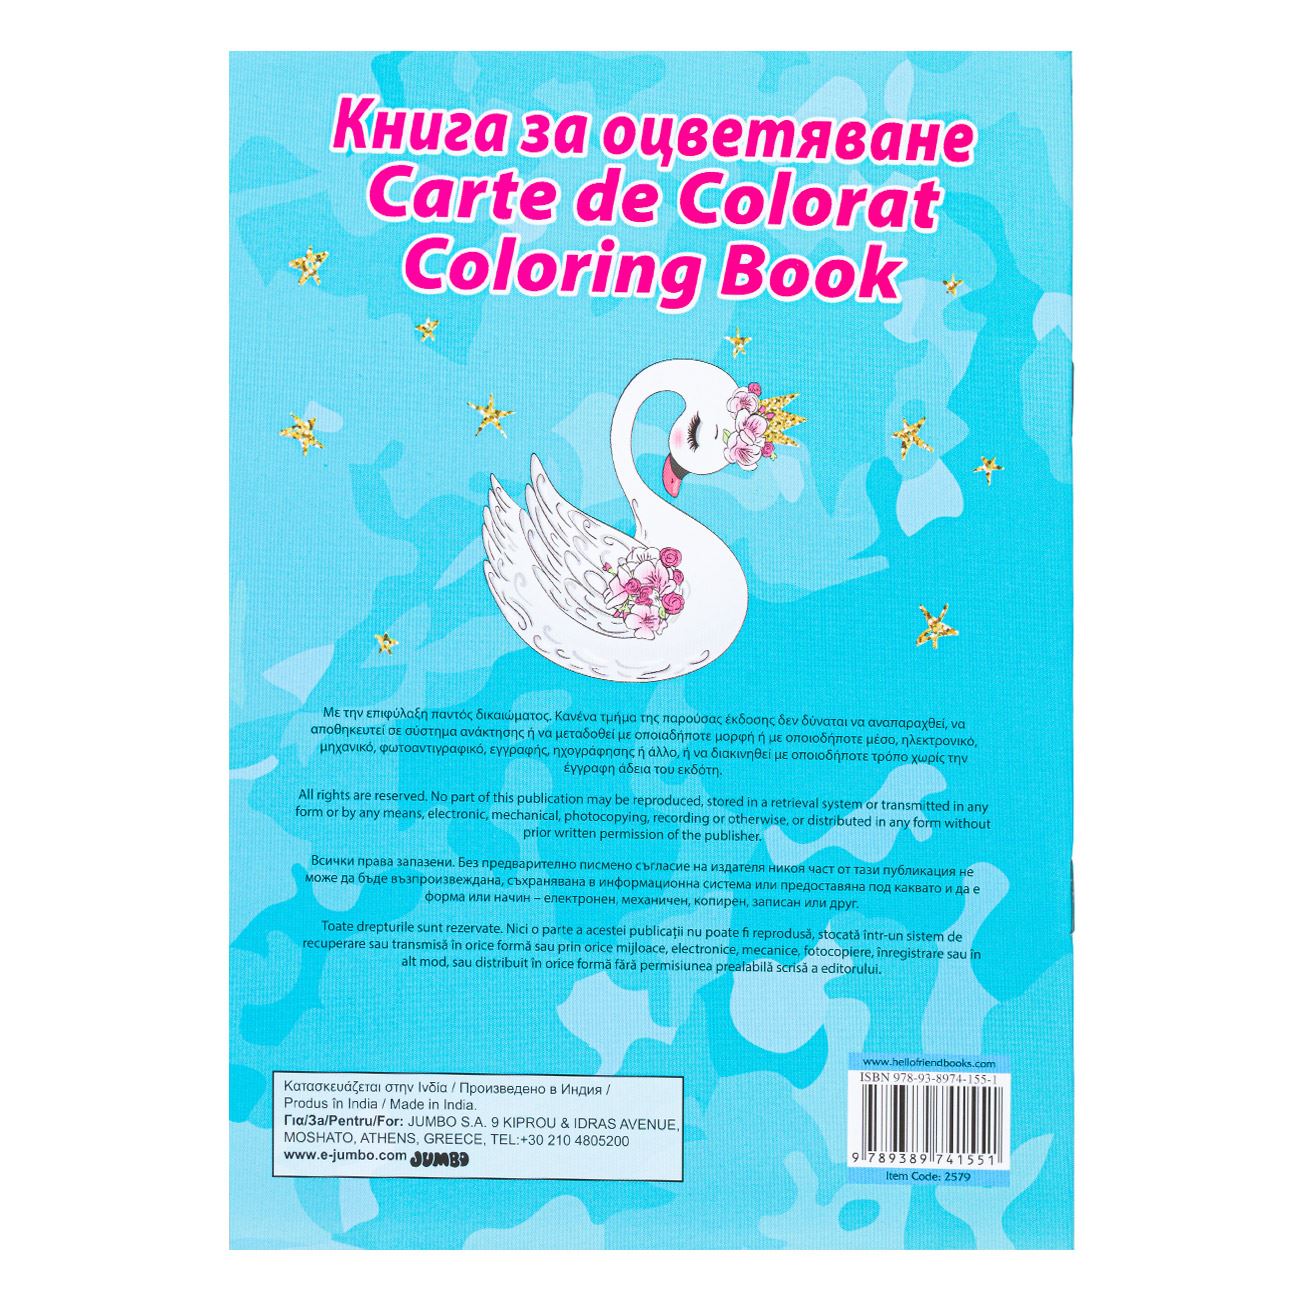 Книга за оцветяване
Carte de Colorat
Coloring Book
Με την επιφύλαξη παντός δικαιώματος. Κανένα τμήμα της παρούσας έκδοσης δεν δύναται να αναπαραχθεί, να
αποθηκευτεί σε σύστημα ανάκτησης ή να μεταδοθεί με οποιαδήποτε μορφή ή με οποιοδήποτε μέσο, ηλεκτρονικό,
μηχανικό, φωτοαντιγραφικό, εγγραφής, ηχογράφησης ή άλλο, ή να διακινηθεί με οποιοδήποτε τρόπο χωρίς την
έγγραφη άδεια του εκδότη.
All rights are reserved. No part of this publication may be reproduced, stored in a retrieval system or transmitted in any
form or by any means, electronic, mechanical, photocopying, recording or otherwise, or distributed in any form without
prior written permission of the publisher.
Всички права запазени. Без предварително писмено съгласие на издателя никоя част от тази публикация не
може да бъде възпроизвеждана, съхранявана в информационна система или предоставяна под каквато и да е
форма или начин – електронен, механичен, копирен, записан или друг.
Toate drepturile sunt rezervate. Nici o parte a acestei publicații nu poate fi reprodusă, stocată într-un sistem de
recuperare sau transmisă în orice formă sau prin orice mijloace, electronice, mecanice, fotocopiere, înregistrare sau în
alt mod, sau distribuit în orice formă fără permisiunea prealabilă scrisă a editorului.
Κατασκευάζεται στην Ινδία / Произведено в Индия /
Produs în India / Made in India.
Για/За/Pentru/For: JUMBO S.A. 9 KIPROU & IDRAS AVENUE,
MOSHATO, ATHENS, GREECE, TEL:+30 210 4805200
www.e-jumbo.com JUMBO
www.hellofriendbooks.com
ISBN 978-93-8974-155-1
9 789389 741551
Item Code: 2579